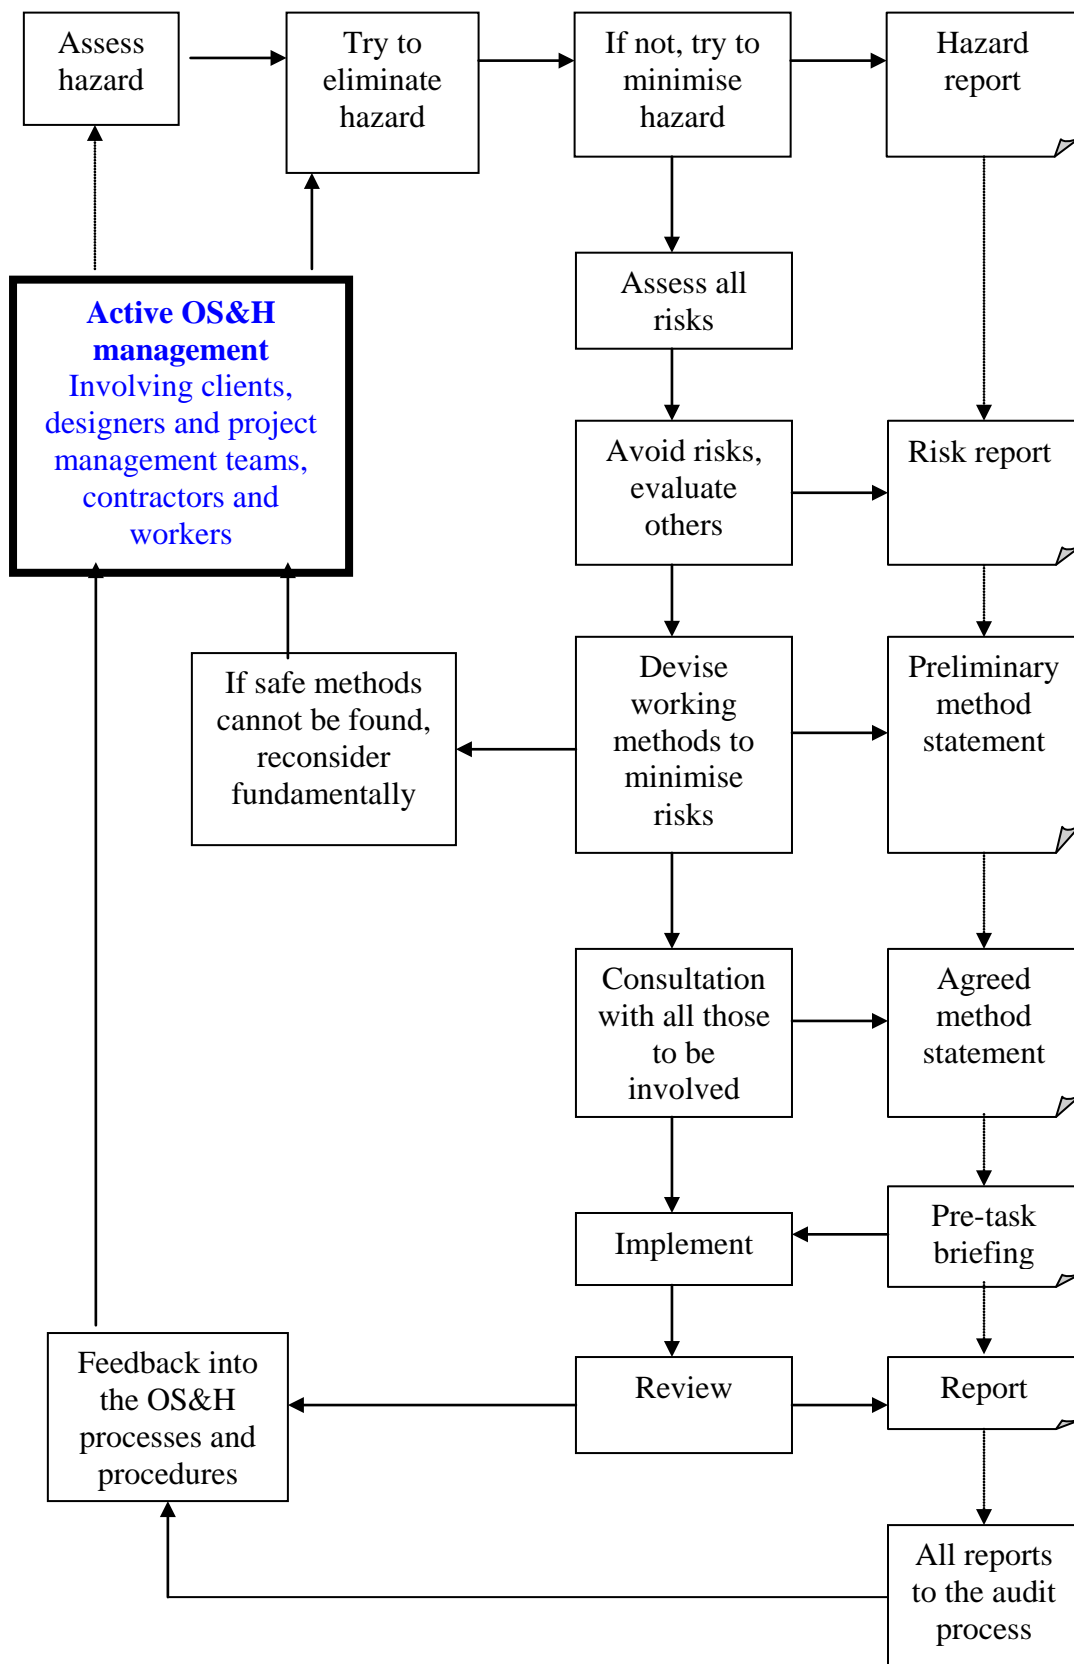 Assess
hazard
Try to
eliminate
hazard
If not, try to
minimise
hazard
Hazard
report
Active OS&H
management
Involving clients,
designers and project
management teams,
contractors and
workers
Assess all
risks
Avoid risks,
evaluate
others
Risk report
If safe methods
cannot be found,
reconsider
fundamentally
Devise
working
methods to
minimise
risks
Preliminary
method
statement
Consultation
with all those
to be
involved
Agreed
method
statement
Implement
Pre-task
briefing
Feedback into
the OS&H
processes and
procedures
Review
Report
All reports
to the audit
process